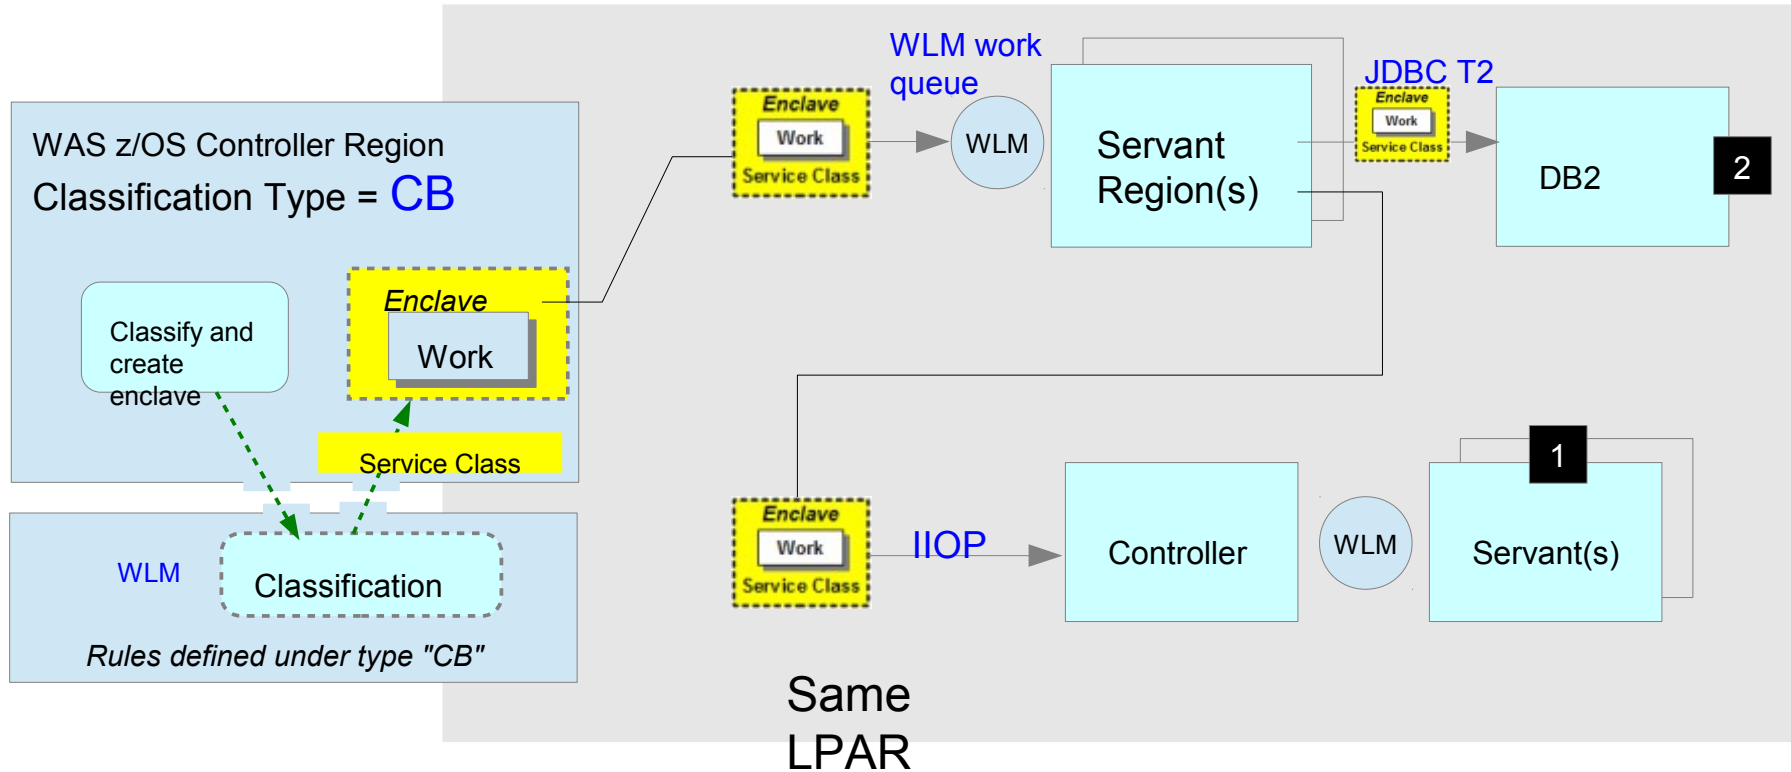 WAS z/OS Controller Region
Classification Type = CB
Classify and
create
enclave
Enclave
Work
Service Class
WLM
Classification
Rules defined under type "CB"
Enclave
Work
Service Class
WLM work
queue
WLM
Servant
Region(s)
JDBC T2
Enclave
Work
Service Class
DB2
2
Enclave
Work
Service Class
IIOP
Controller
WLM
1
Servant(s)
Same
LPAR